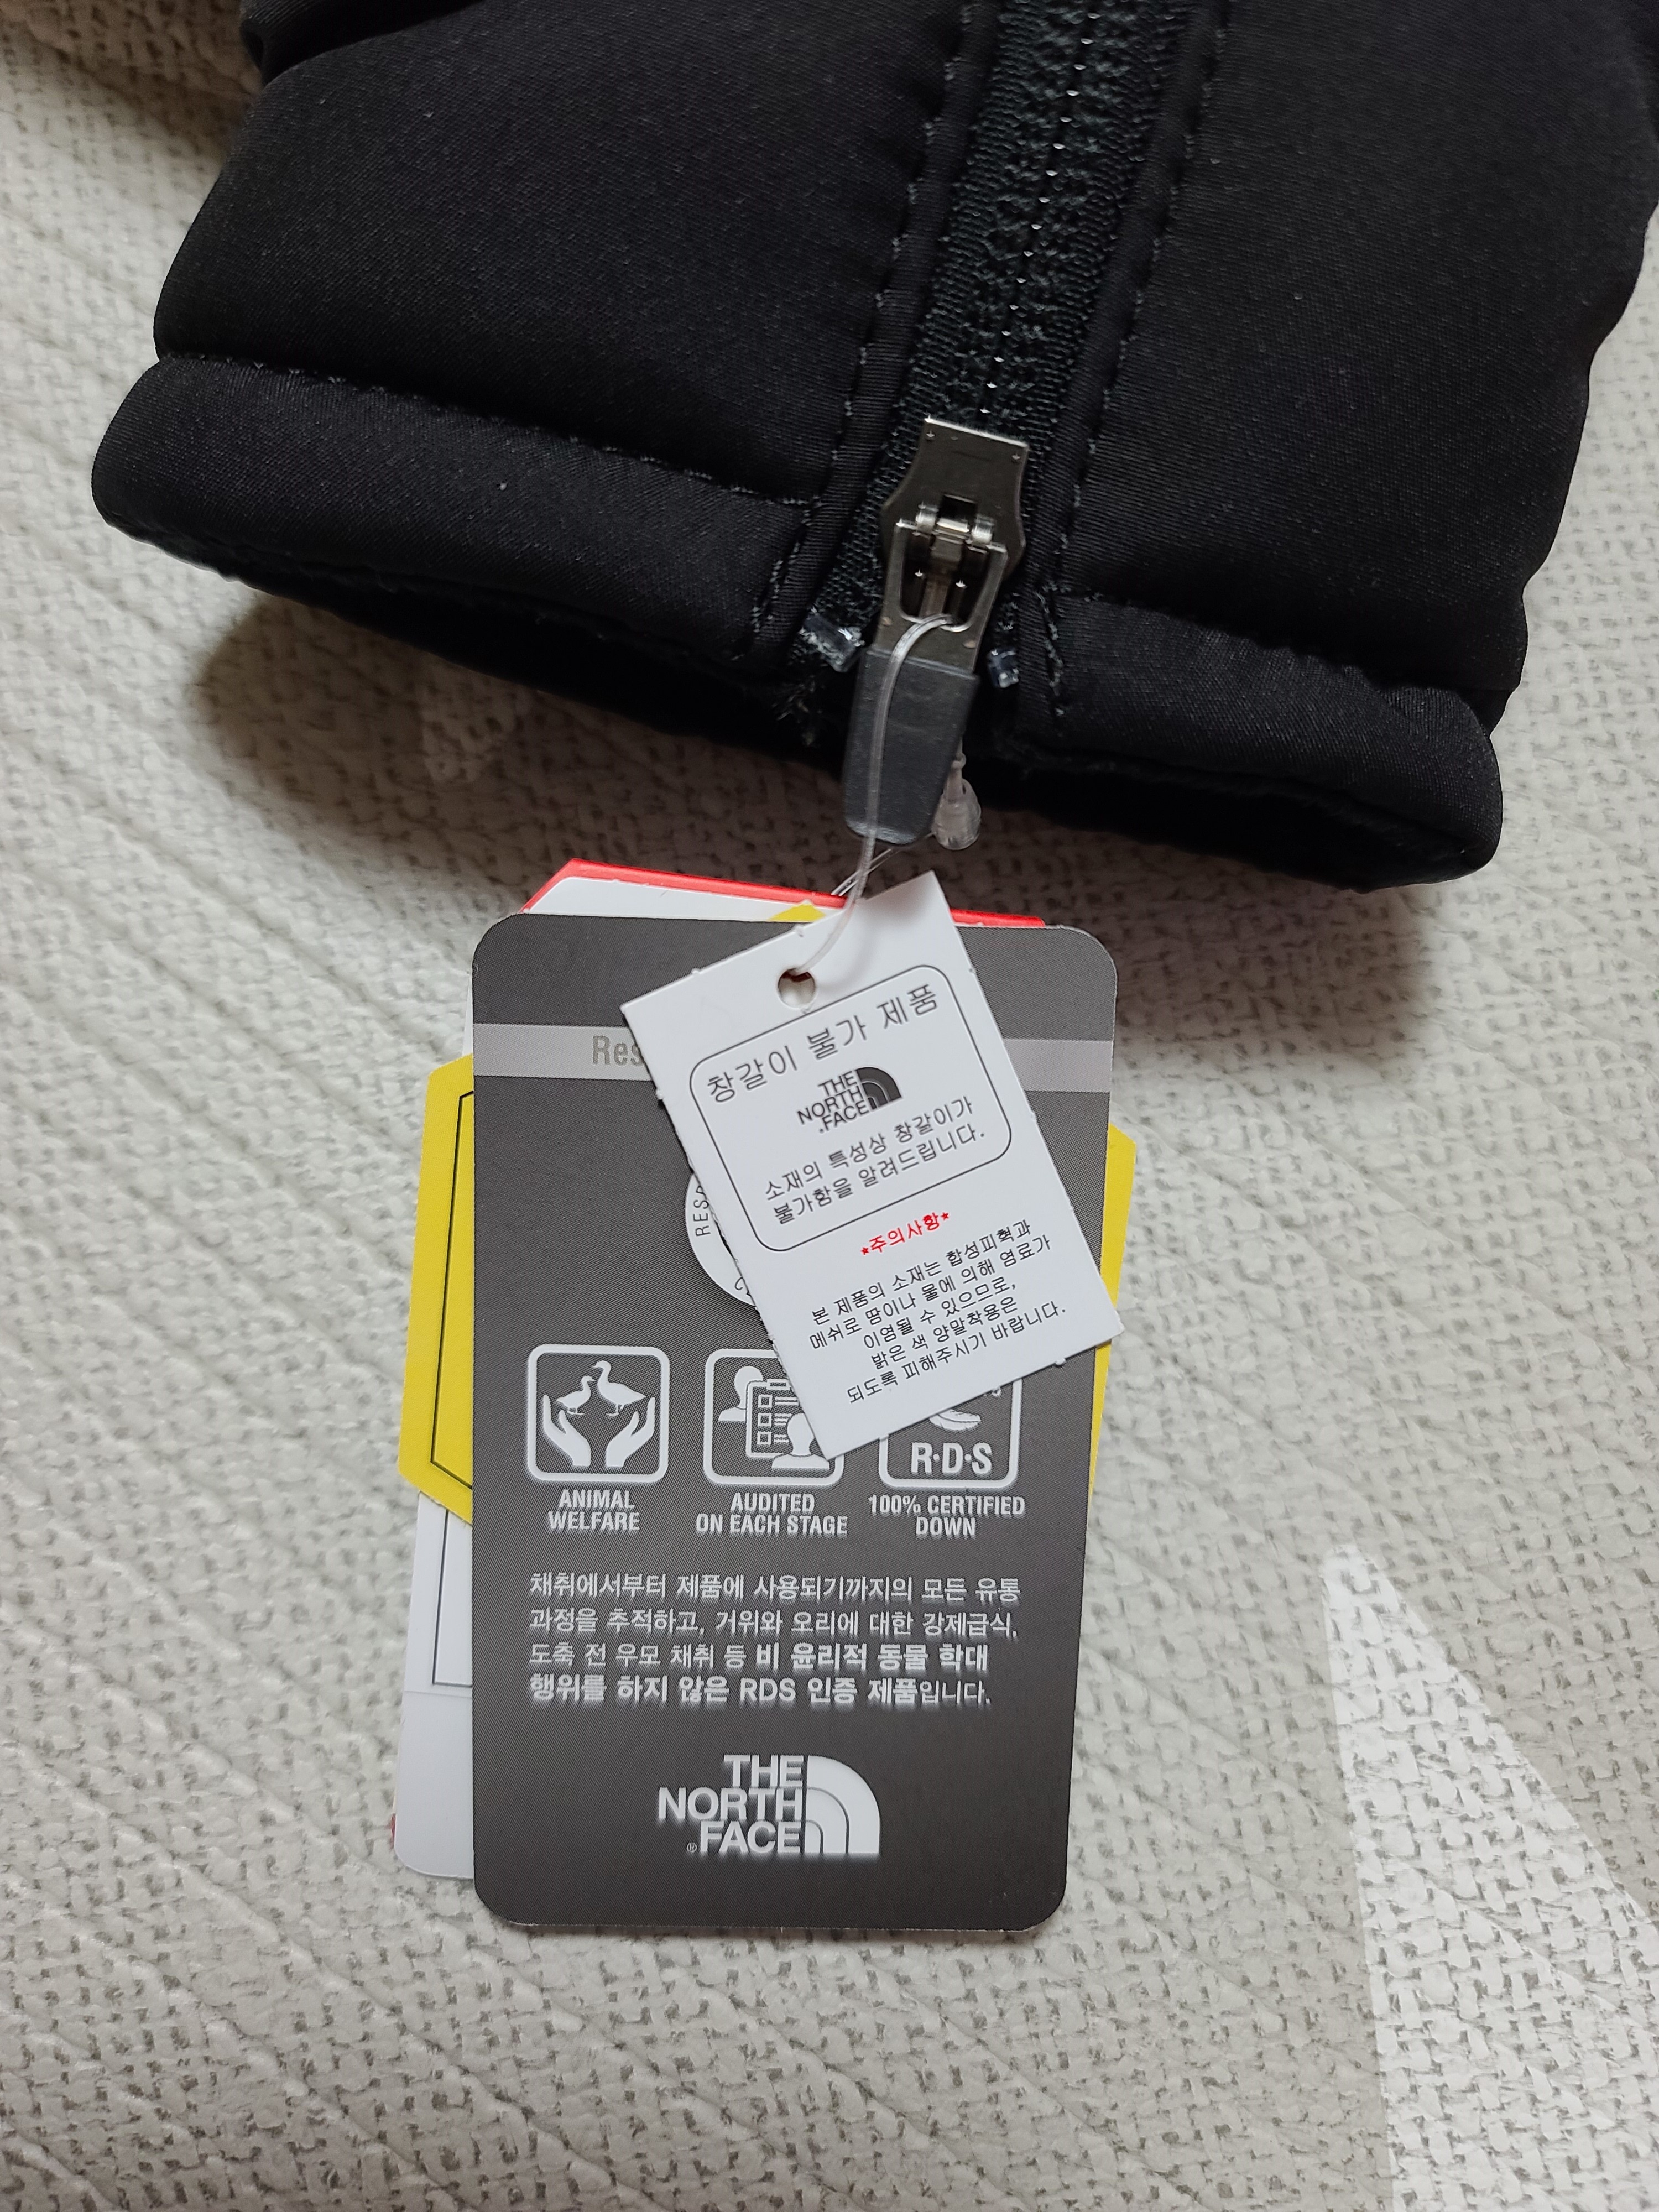 창갈이 불가 제품
THE
NORTH
FACE
소재의 특성상 창갈이가
불가함을 알려드립니다.
*주의사항*
본 제품의 소재는 합성피혁과
메쉬로 땀이나 물에 의해 염료가
이염될 수 있으므로,
밝은 색 양말착용은
되도록 피해주시기 바랍니다.
Res
RES
R·D·S
ANIMAL
WELFARE
AUDITED
ON EACH STAGE
100% CERTIFIED
DOWN
채취에서부터 제품에 사용되기까지의 모든 유통
과정을 추적하고, 거위와 오리에 대한 강제급식,
도축 전 우모 채취 등 비 윤리적 동물 학대
행위를 하지 않은 RDS 인증 제품입니다.
THE
NORTH
FACE
®